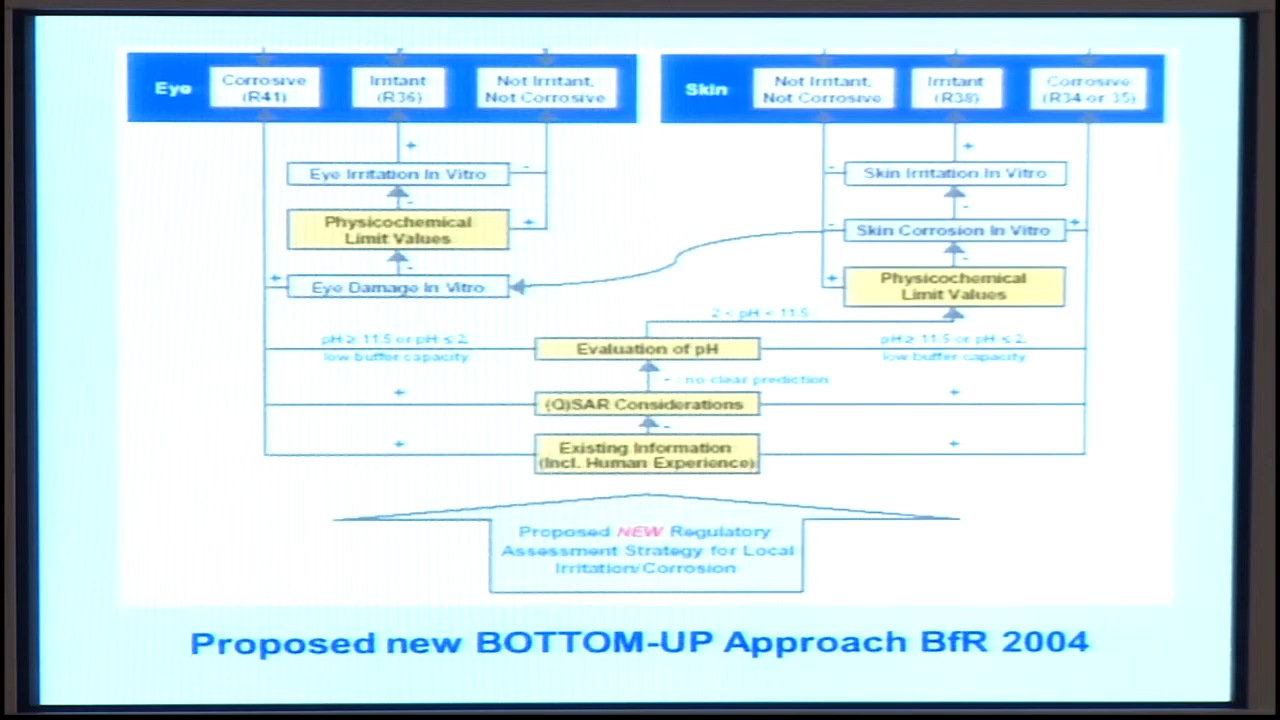 Eye
Corrosive
(R41)
Irritant
(R36)
Not Irritant,
Not Corrosive
Skin
Not Irritant,
Not Corrosive
Irritant
(R38)
Corrosive
(R34 or 35)
+
+
Eye Irritation In Vitro
-
-
Skin Irritation In Vitro
-
-
Physicochemical
Limit Values
+
-
Skin Corrosion In Vitro
+
-
-
+
Eye Damage In Vitro
+
Physicochemical
Limit Values
2 < pH < 11.5
pH ≥ 11.5 or pH ≤ 2,
low buffer capacity
Evaluation of pH
pH ≥ 11.5 or pH ≤ 2,
low buffer capacity
- : no clear prediction
+
(Q)SAR Considerations
+
-
+
Existing Information
(Incl. Human Experience)
+
Proposed NEW Regulatory
Assessment Strategy for Local
Irritation/Corrosion
Proposed new BOTTOM-UP Approach BfR 2004